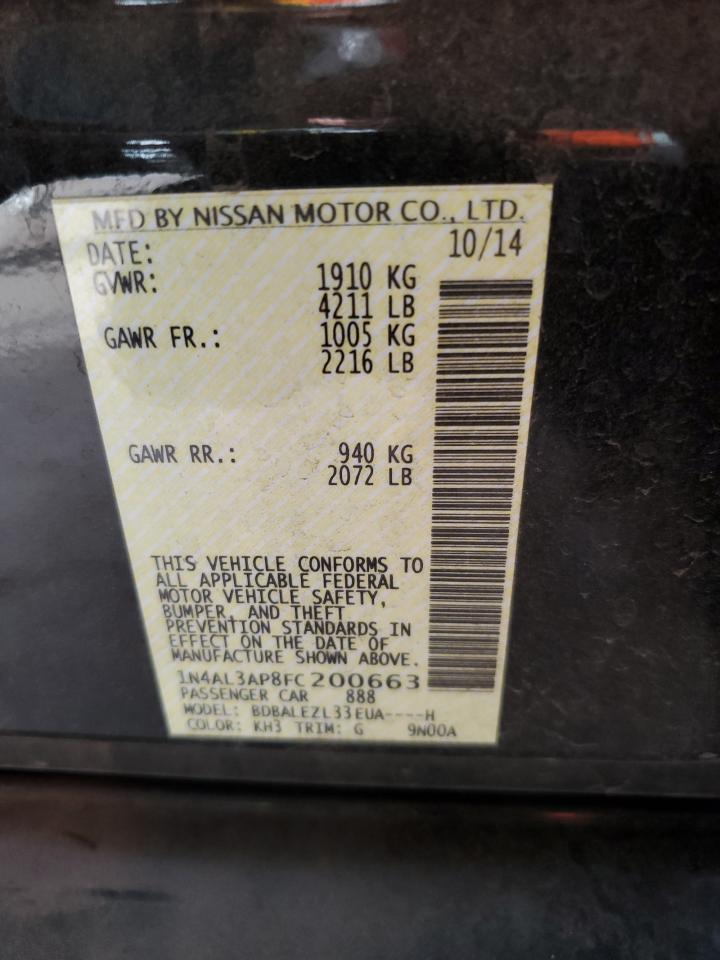 MFD BY NISSAN MOTOR CO., LTD.
DATE: 10/14
GVWR: 1910 KG
4211 LB
GAWR FR.: 1005 KG
2216 LB
GAWR RR.: 940 KG
2072 LB
THIS VEHICLE CONFORMS TO
ALL APPLICABLE FEDERAL
MOTOR VEHICLE SAFETY,
BUMPER, AND THEFT
PREVENTION STANDARDS IN
EFFECT ON THE DATE OF
MANUFACTURE SHOWN ABOVE.
1N4AL3AP8FC200663
PASSENGER CAR 888
MODEL: BDBALEZL33EUA----H
COLOR: KH3 TRIM: G 9N00A